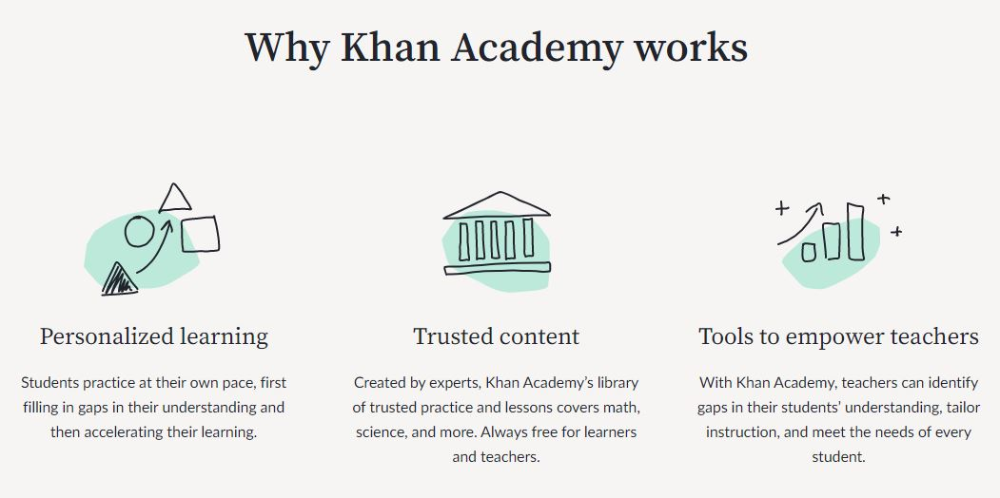 Why Khan Academy works
Personalized learning
Students practice at their own pace, first
filling in gaps in their understanding and
then accelerating their learning.
Trusted content
Created by experts, Khan Academy’s library
of trusted practice and lessons covers math,
science, and more. Always free for learners
and teachers.
Tools to empower teachers
With Khan Academy, teachers can identify
gaps in their students’ understanding, tailor
instruction, and meet the needs of every
student.